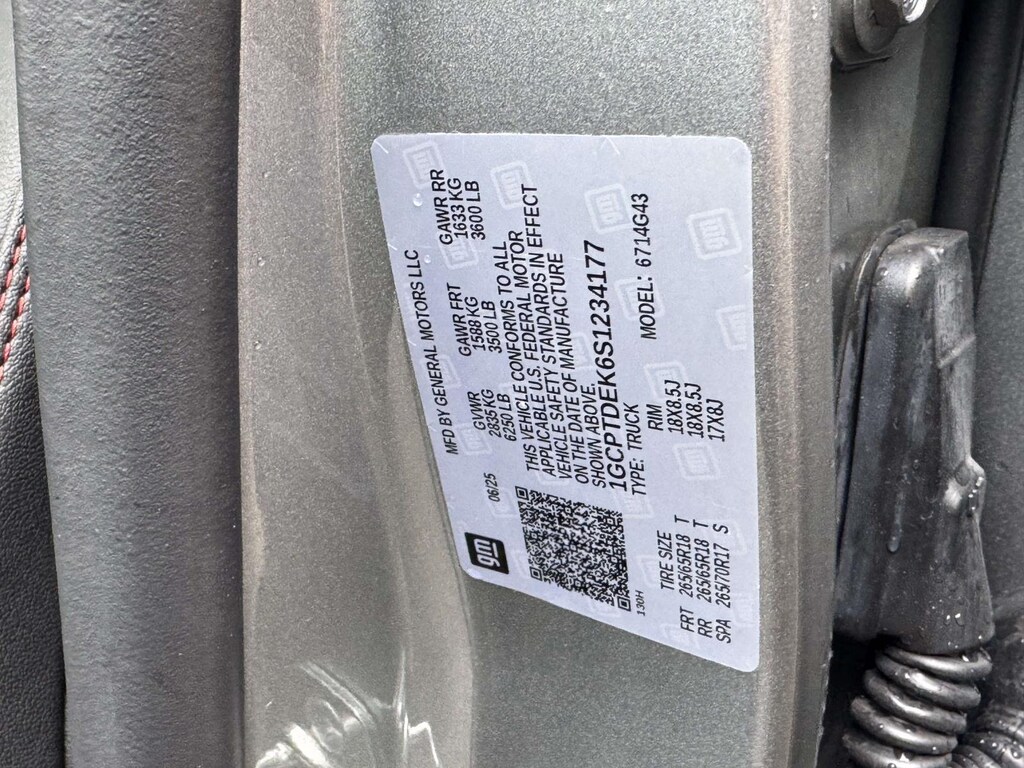 gm
MFD BY GENERAL MOTORS LLC
06/25
GVWR GAWR FRT GAWR RR
2835 KG 1588 KG 1633 KG
6250 LB 3500 LB 3600 LB
THIS VEHICLE CONFORMS TO ALL
APPLICABLE U.S. FEDERAL MOTOR
VEHICLE SAFETY STANDARDS IN EFFECT
ON THE DATE OF MANUFACTURE
SHOWN ABOVE.
1GCPTDEK6S1234177
TYPE: TRUCK MODEL: 6714G43
130H
TIRE SIZE RIM
FRT 265/65R18 T 18X8.5J
RR 265/65R18 T 18X8.5J
SPA 265/70R17 S 17X8J